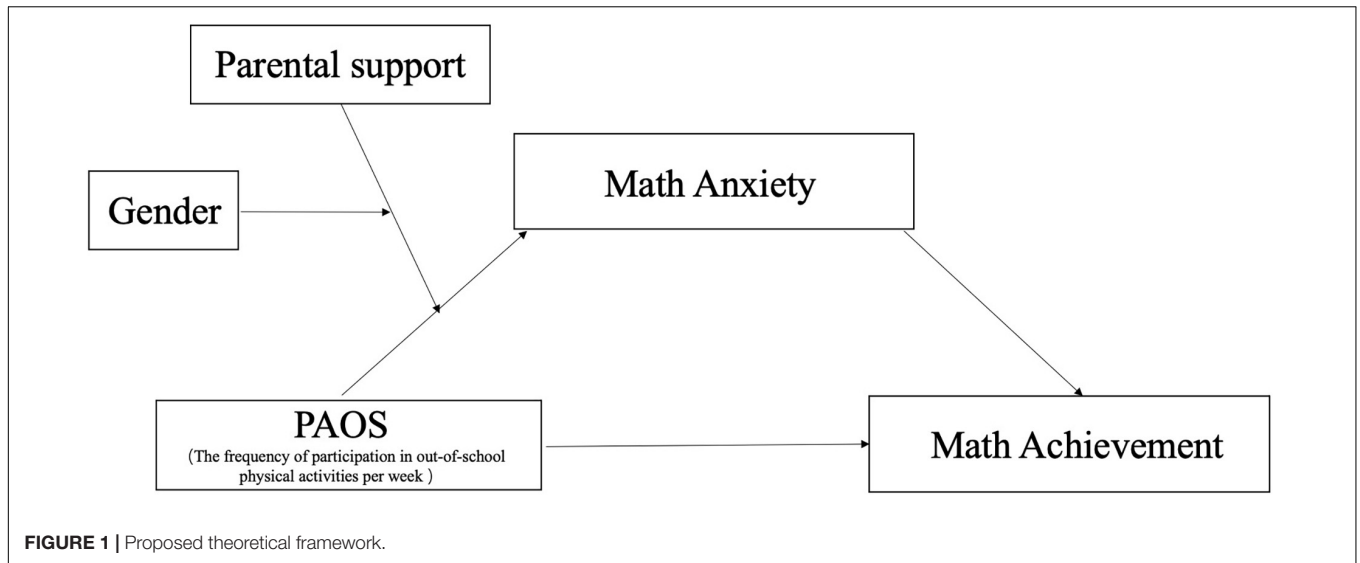 Parental support
Math Anxiety
Gender
PAOS
(The frequency of participation in out-of-school
physical activities per week )
Math Achievement
FIGURE 1 | Proposed theoretical framework.